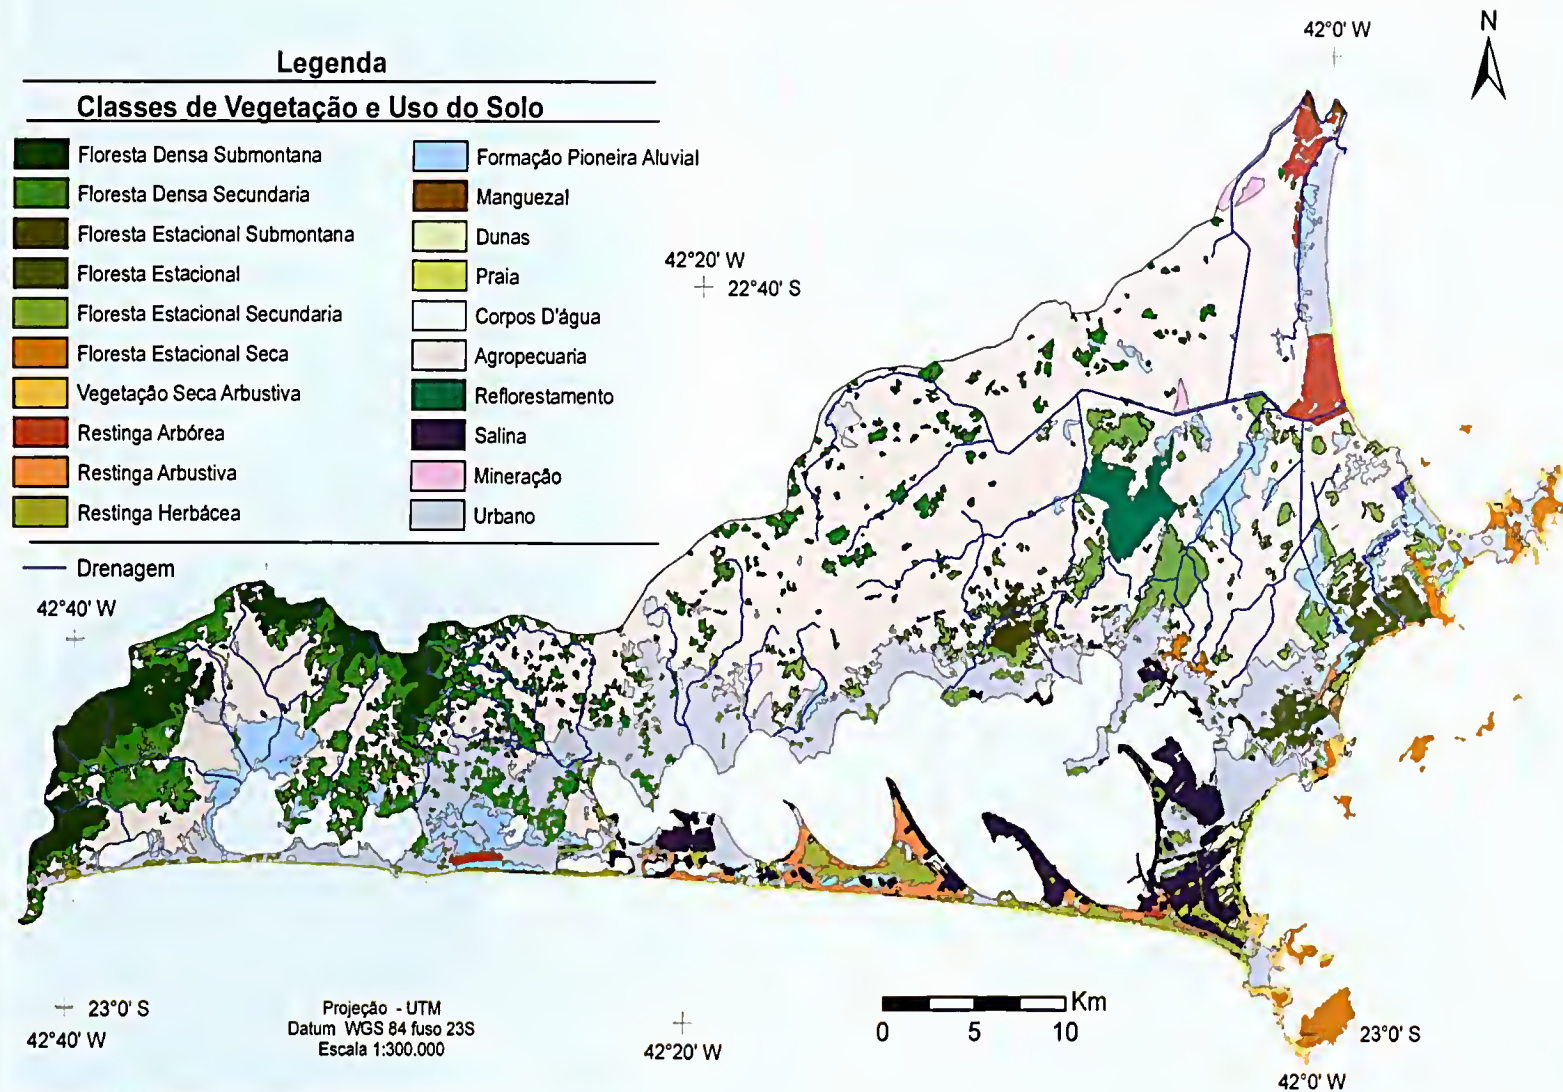 Legenda
Classes de Vegetação e Uso do Solo
Floresta Densa Submontana
Floresta Densa Secundaria
Floresta Estacional Submontana
Floresta Estacional
Floresta Estacional Secundaria
Floresta Estacional Seca
Vegetação Seca Arbustiva
Restinga Arbórea
Restinga Arbustiva
Restinga Herbácea
Formação Pioneira Aluvial
Manguezal
Dunas
Praia
Corpos D'água
Agropecuaria
Reflorestamento
Salina
Mineração
Urbano
Drenagem
42°0' W
N
42°20' W
22°40' S
42°40' W
23°0' S
42°40' W
Projeção - UTM
Datum WGS 84 fuso 23S
Escala 1:300.000
42°20' W
Km
0 5 10
23°0' S
42°0' W